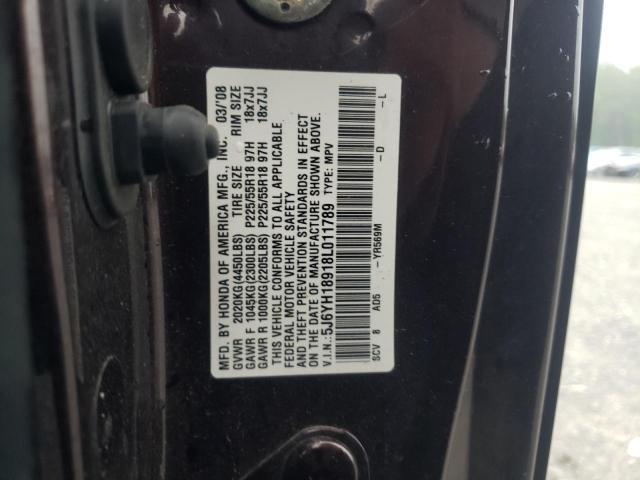 MFD. BY HONDA OF AMERICA MFG., INC. 03/'08
GVWR 2020KG(4450LBS) TIRE SIZE RIM SIZE
GAWR F 1045KG(2300LBS) P225/55R18 97H 18x7JJ
GAWR R 1000KG(2205LBS) P225/55R18 97H 18x7JJ
THIS VEHICLE CONFORMS TO ALL APPLICABLE
FEDERAL MOTOR VEHICLE SAFETY
AND THEFT PREVENTION STANDARDS IN EFFECT
ON THE DATE OF MANUFACTURE SHOWN ABOVE.
V.I.N.: 5J6YH18918L011789 TYPE: MPV
SCV 8 AD5 -YR569M -D -L